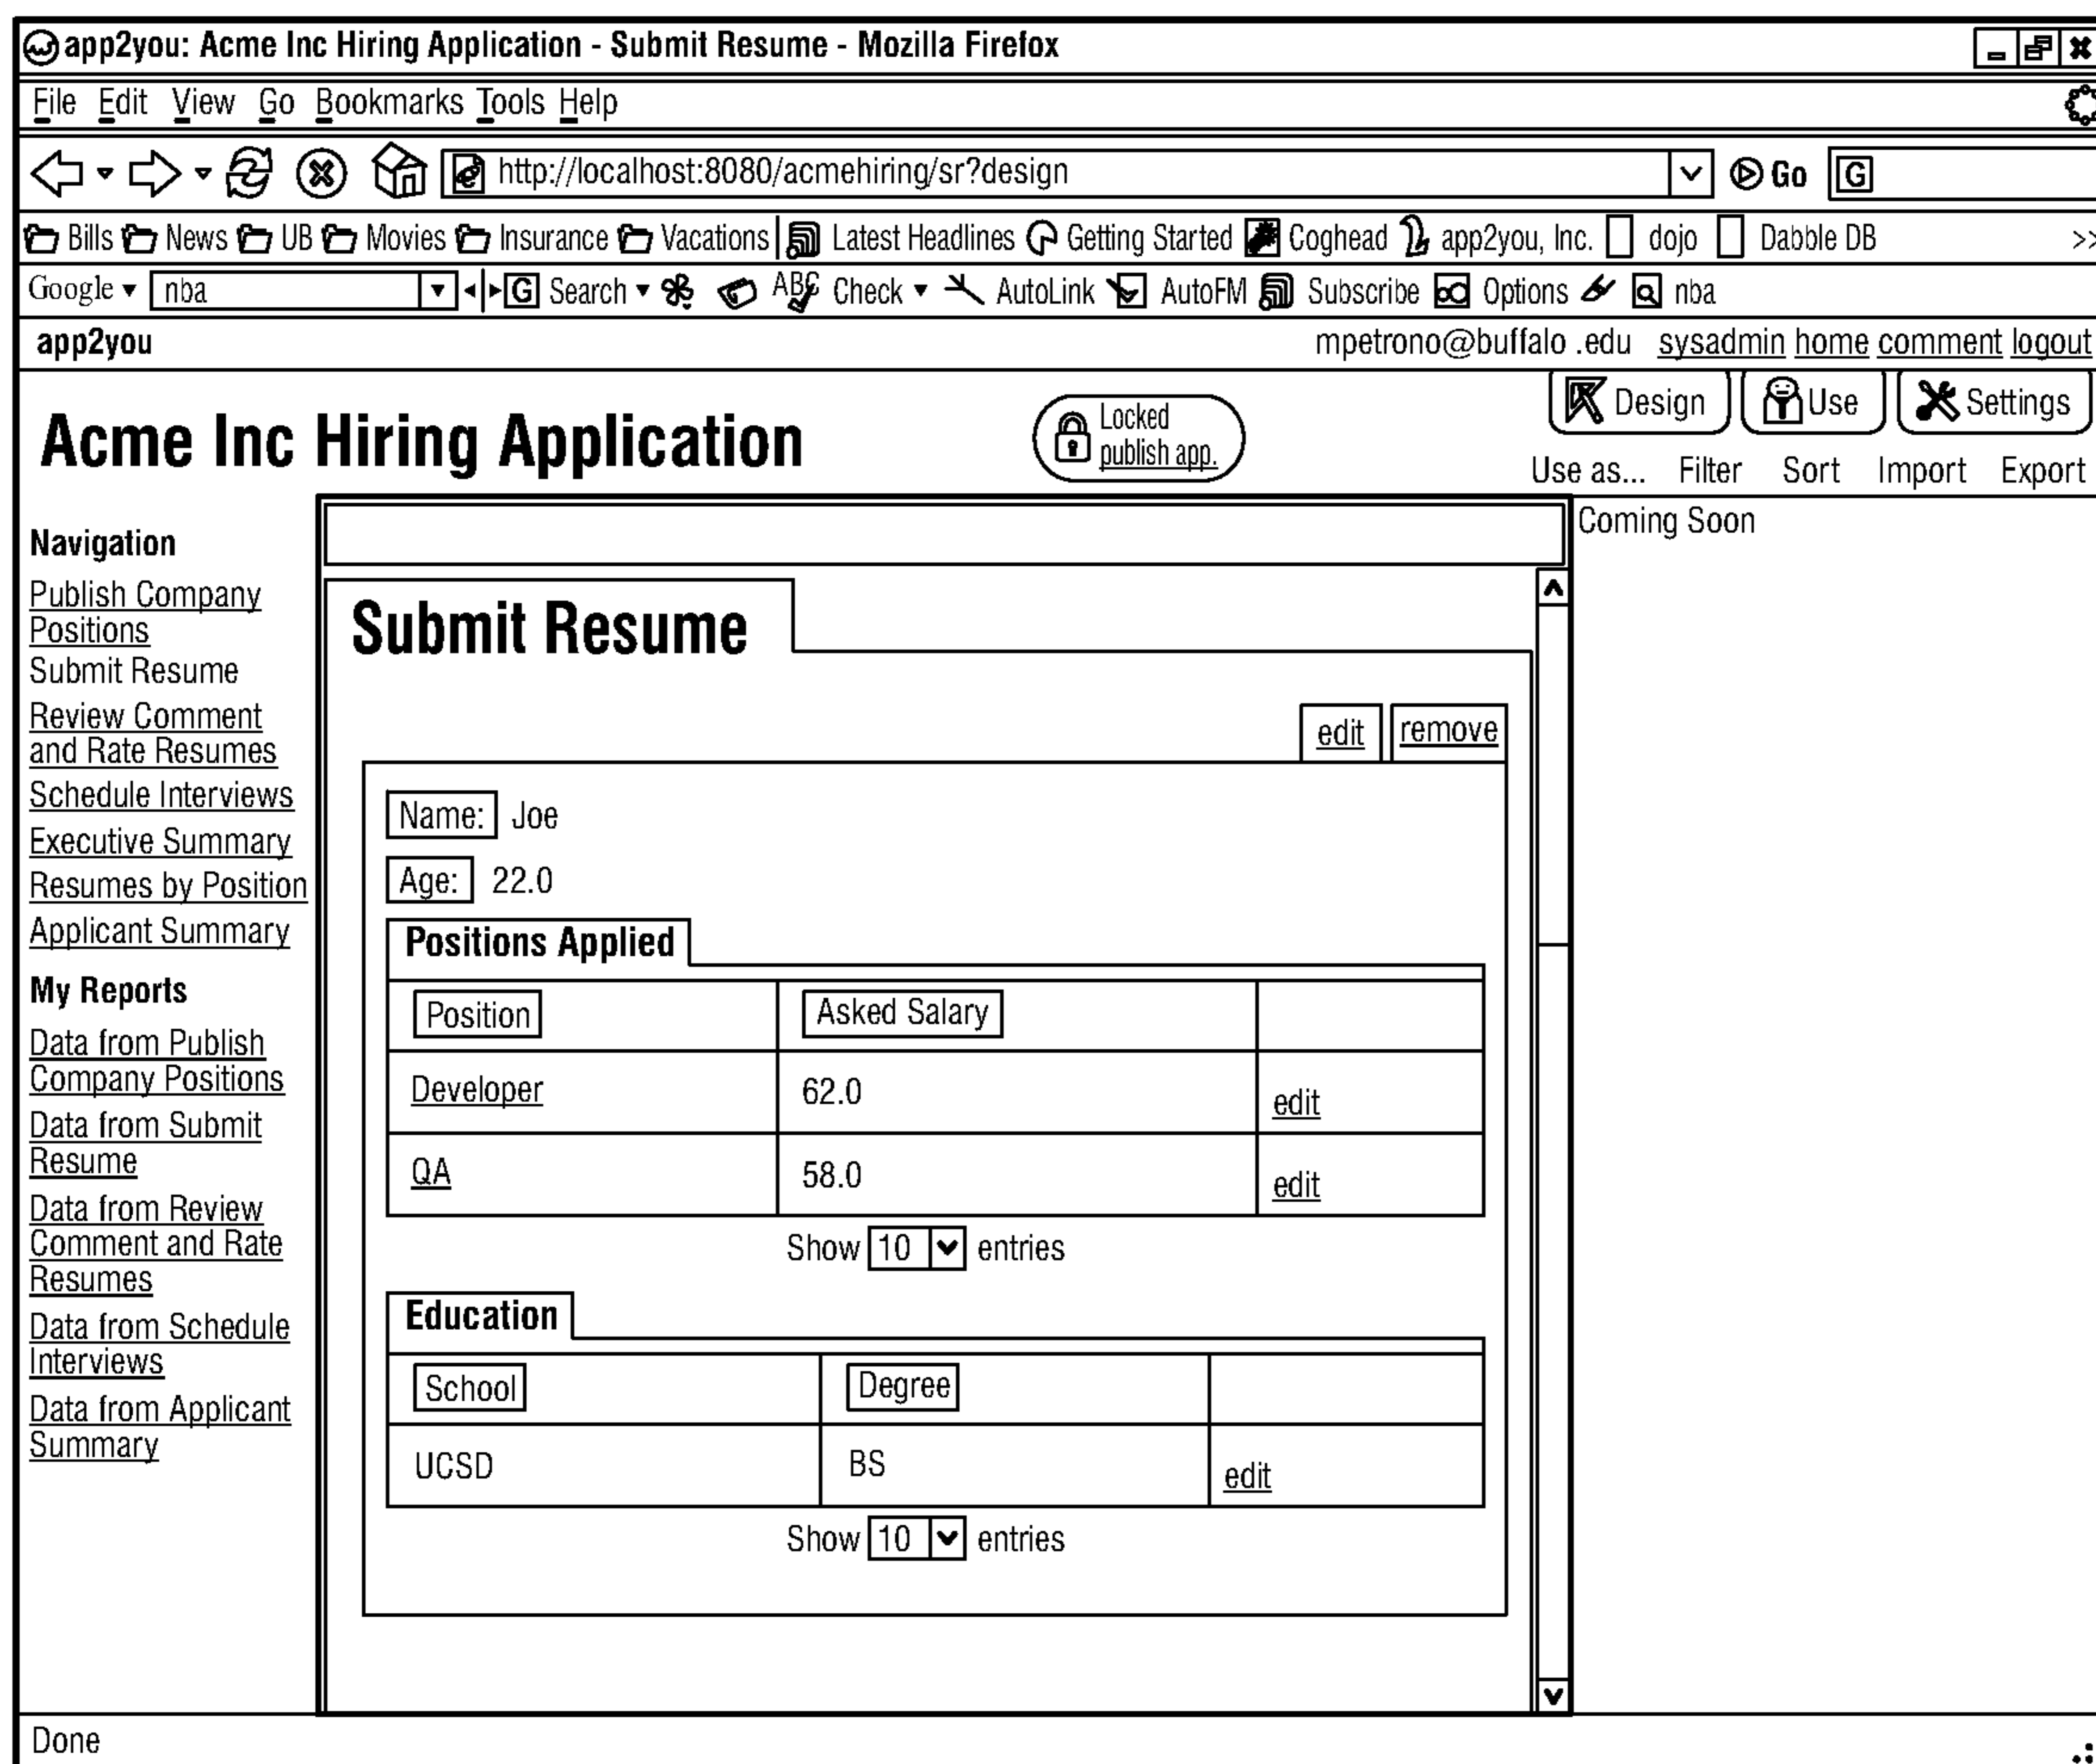 app2you: Acme Inc Hiring Application - Submit Resume - Mozilla Firefox
File Edit View Go Bookmarks Tools Help
http://localhost:8080/acmehiring/sr?design Go G
Bills News UB Movies Insurance Vacations Latest Headlines Getting Started Coghead app2you, Inc. dojo Dabble DB >>
Google nba G Search ABC Check AutoLink AutoFM Subscribe Options nba
app2you mpetrono@buffalo .edu sysadmin home comment logout
Acme Inc Hiring Application
Locked
publish app.
Design Use Settings
Use as... Filter Sort Import Export
Navigation
Publish Company
Positions
Submit Resume
Review Comment
and Rate Resumes
Schedule Interviews
Executive Summary
Resumes by Position
Applicant Summary
My Reports
Data from Publish
Company Positions
Data from Submit
Resume
Data from Review
Comment and Rate
Resumes
Data from Schedule
Interviews
Data from Applicant
Summary
Submit Resume
edit remove
Name: Joe
Age: 22.0
Positions Applied
Position Asked Salary
Developer 62.0 edit
QA 58.0 edit
Show 10 entries
Education
School Degree
UCSD BS edit
Show 10 entries
Coming Soon
Done